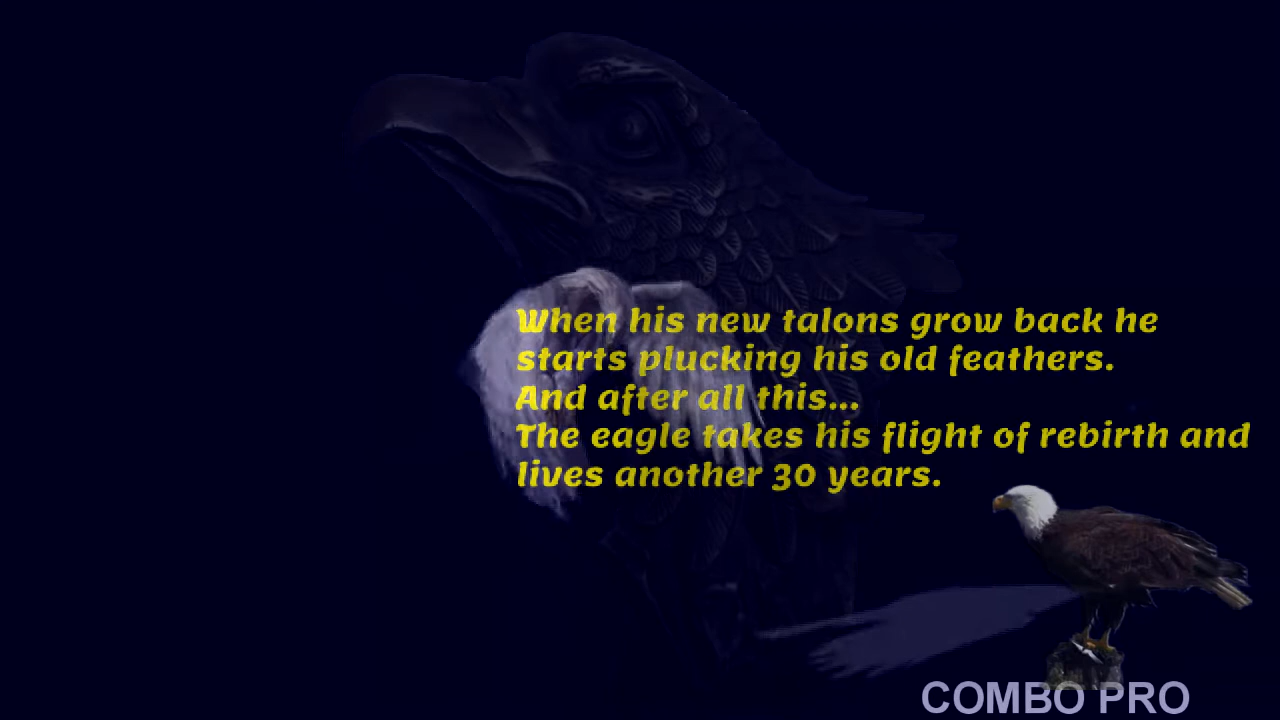 When his new talons grow back he
starts plucking his old feathers.
And after all this...
The eagle takes his flight of rebirth and
lives another 30 years.
COMBO PRO